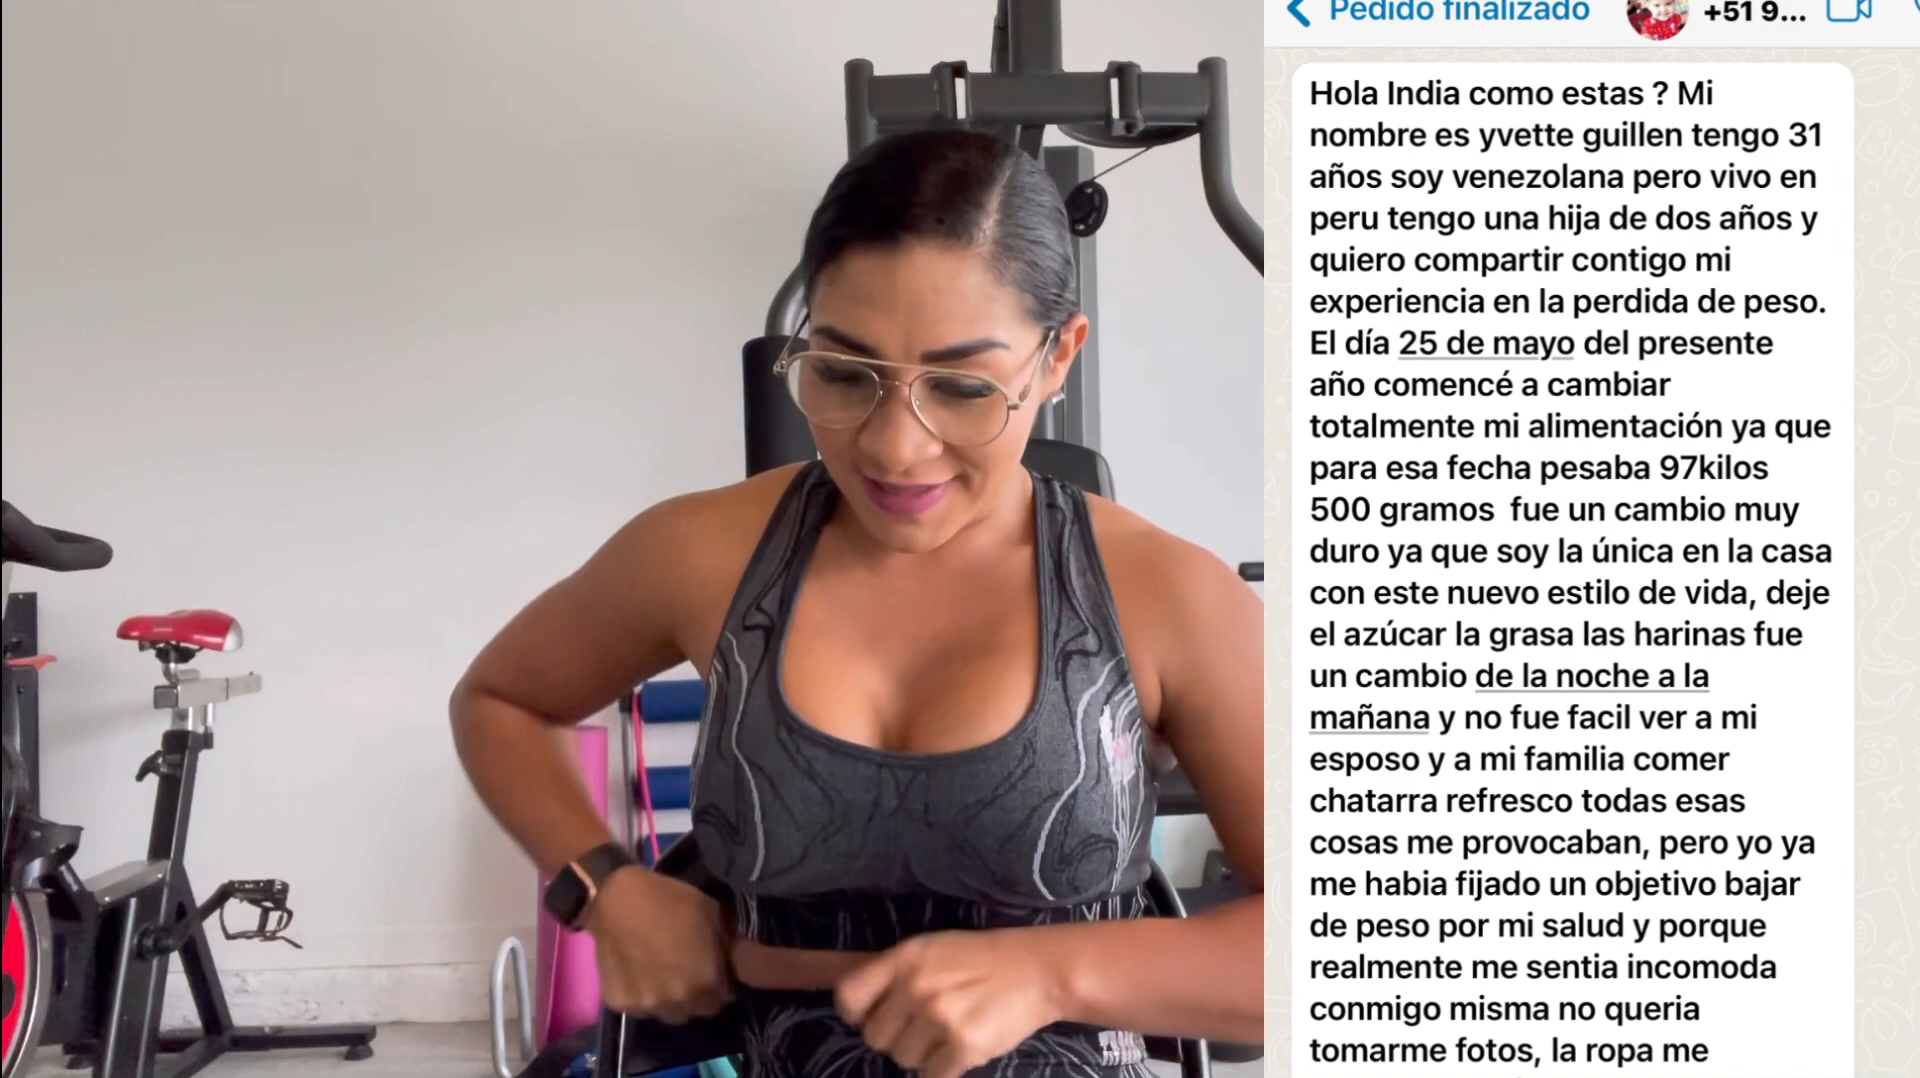 Pedido finalizado
+51 9...
Hola India como estas ? Mi
nombre es yvette guillen tengo 31
años soy venezolana pero vivo en
peru tengo una hija de dos años y
quiero compartir contigo mi
experiencia en la perdida de peso.
El día 25 de mayo del presente
año comencé a cambiar
totalmente mi alimentación ya que
para esa fecha pesaba 97kilos
500 gramos  fue un cambio muy
duro ya que soy la única en la casa
con este nuevo estilo de vida, deje
el azúcar la grasa las harinas fue
un cambio de la noche a la
mañana y no fue facil ver a mi
esposo y a mi familia comer
chatarra refresco todas esas
cosas me provocaban, pero yo ya
me habia fijado un objetivo bajar
de peso por mi salud y porque
realmente me sentia incomoda
conmigo misma no queria
tomarme fotos, la ropa me